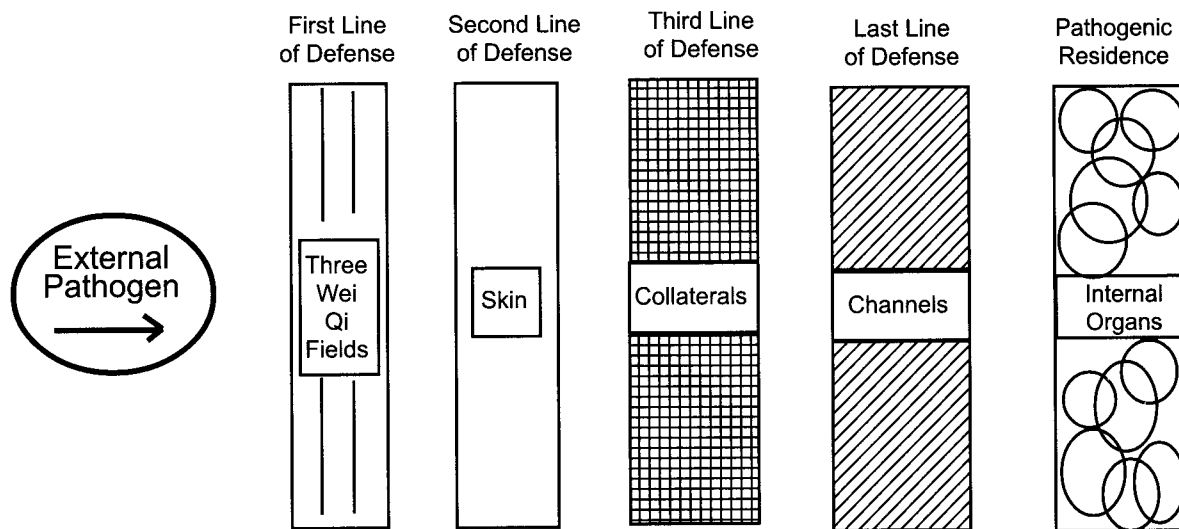 First Line
of Defense
Second Line
of Defense
Third Line
of Defense
Last Line
of Defense
Pathogenic
Residence
External
Pathogen
Three
Wei
Qi
Fields
Skin
Collaterals
Channels
Internal
Organs